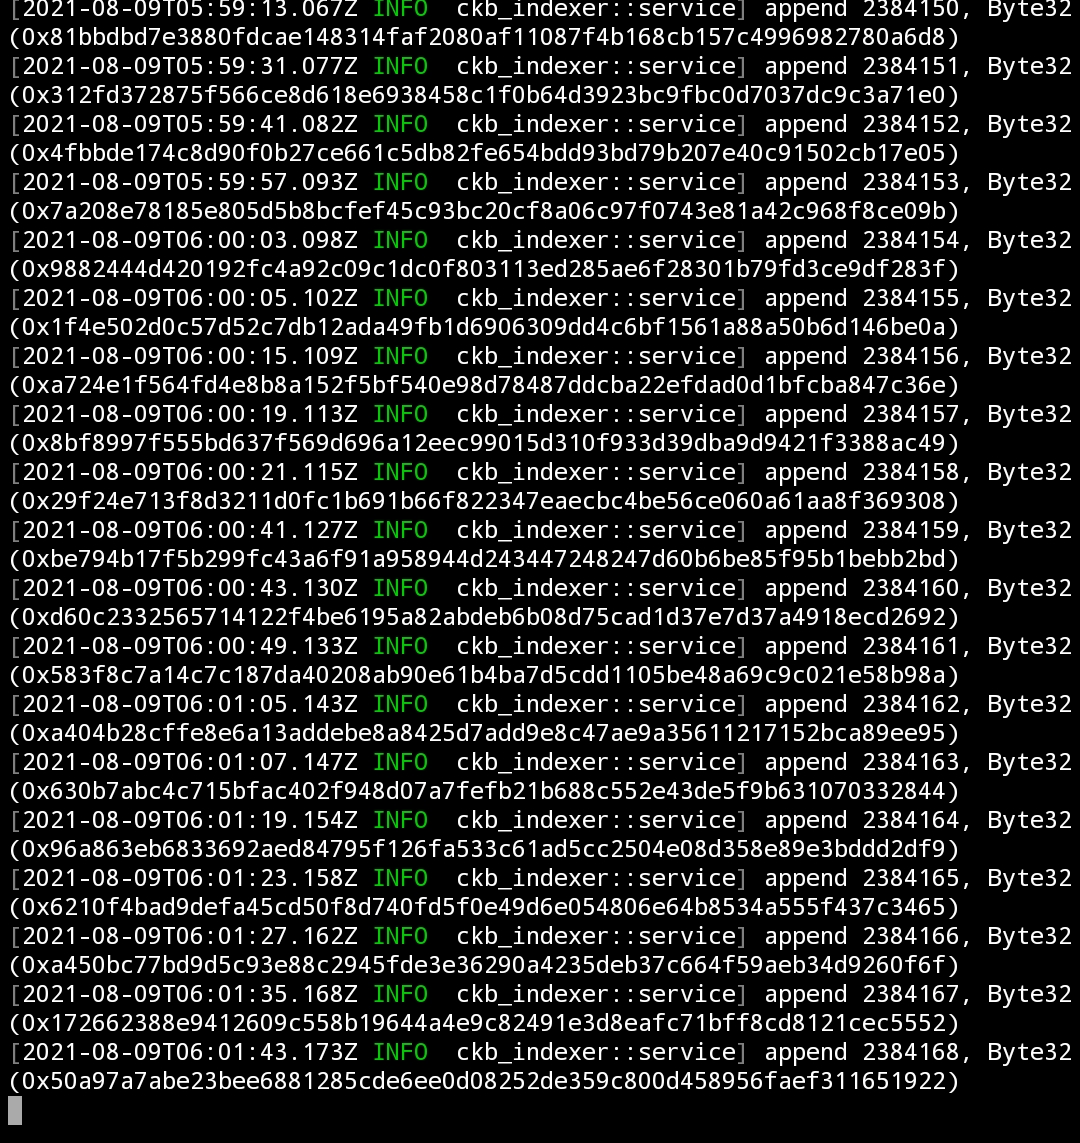 [2021-08-09T05:59:13.067Z INFO  ckb_indexer::service] append 2384150, Byte32
(0x81bbdbd7e3880fdcae148314faf2080af11087f4b168cb157c4996982780a6d8)
[2021-08-09T05:59:31.077Z INFO  ckb_indexer::service] append 2384151, Byte32
(0x312fd372875f566ce8d618e6938458c1f0b64d3923bc9fbc0d7037dc9c3a71e0)
[2021-08-09T05:59:41.082Z INFO  ckb_indexer::service] append 2384152, Byte32
(0x4fbbde174c8d90f0b27ce661c5db82fe654bdd93bd79b207e40c91502cb17e05)
[2021-08-09T05:59:57.093Z INFO  ckb_indexer::service] append 2384153, Byte32
(0x7a208e78185e805d5b8bcfef45c93bc20cf8a06c97f0743e81a42c968f8ce09b)
[2021-08-09T06:00:03.098Z INFO  ckb_indexer::service] append 2384154, Byte32
(0x9882444d420192fc4a92c09c1dc0f803113ed285ae6f28301b79fd3ce9df283f)
[2021-08-09T06:00:05.102Z INFO  ckb_indexer::service] append 2384155, Byte32
(0x1f4e502d0c57d52c7db12ada49fb1d6906309dd4c6bf1561a88a50b6d146be0a)
[2021-08-09T06:00:15.109Z INFO  ckb_indexer::service] append 2384156, Byte32
(0xa724e1f564fd4e8b8a152f5bf540e98d78487ddcba22efdad0d1bfcba847c36e)
[2021-08-09T06:00:19.113Z INFO  ckb_indexer::service] append 2384157, Byte32
(0x8bf8997f555bd637f569d696a12eec99015d310f933d39dba9d9421f3388ac49)
[2021-08-09T06:00:21.115Z INFO  ckb_indexer::service] append 2384158, Byte32
(0x29f24e713f8d3211d0fc1b691b66f822347eaecbc4be56ce060a61aa8f369308)
[2021-08-09T06:00:41.127Z INFO  ckb_indexer::service] append 2384159, Byte32
(0xbe794b17f5b299fc43a6f91a958944d243447248247d60b6be85f95b1bebb2bd)
[2021-08-09T06:00:43.130Z INFO  ckb_indexer::service] append 2384160, Byte32
(0xd60c2332565714122f4be6195a82abdeb6b08d75cad1d37e7d37a4918ecd2692)
[2021-08-09T06:00:49.133Z INFO  ckb_indexer::service] append 2384161, Byte32
(0x583f8c7a14c7c187da40208ab90e61b4ba7d5cdd1105be48a69c9c021e58b98a)
[2021-08-09T06:01:05.143Z INFO  ckb_indexer::service] append 2384162, Byte32
(0xa404b28cffe8e6a13addebe8a8425d7add9e8c47ae9a35611217152bca89ee95)
[2021-08-09T06:01:07.147Z INFO  ckb_indexer::service] append 2384163, Byte32
(0x630b7abc4c715bfac402f948d07a7fefb21b688c552e43de5f9b631070332844)
[2021-08-09T06:01:19.154Z INFO  ckb_indexer::service] append 2384164, Byte32
(0x96a863eb6833692aed84795f126fa533c61ad5cc2504e08d358e89e3bddd2df9)
[2021-08-09T06:01:23.158Z INFO  ckb_indexer::service] append 2384165, Byte32
(0x6210f4bad9defa45cd50f8d740fd5f0e49d6e054806e64b8534a555f437c3465)
[2021-08-09T06:01:27.162Z INFO  ckb_indexer::service] append 2384166, Byte32
(0xa450bc77bd9d5c93e88c2945fde3e36290a4235deb37c664f59aeb34d9260f6f)
[2021-08-09T06:01:35.168Z INFO  ckb_indexer::service] append 2384167, Byte32
(0x172662388e9412609c558b19644a4e9c82491e3d8eafc71bff8cd8121cec5552)
[2021-08-09T06:01:43.173Z INFO  ckb_indexer::service] append 2384168, Byte32
(0x50a97a7abe23bee6881285cde6ee0d08252de359c800d458956faef311651922)